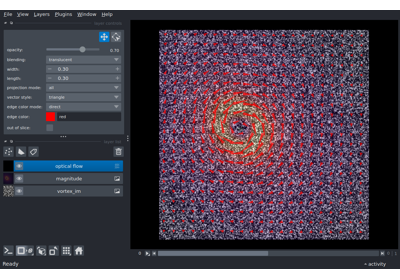 File View Layers Plugins Window Help
layer controls
opacity: 0.70
blending: translucent
width: 0.30
length: 0.30
projection mode: all
vector style: triangle
edge color mode: direct
edge color: red
out of slice:
layer list
optical flow
magnitude
vortex_im
Ready
activity